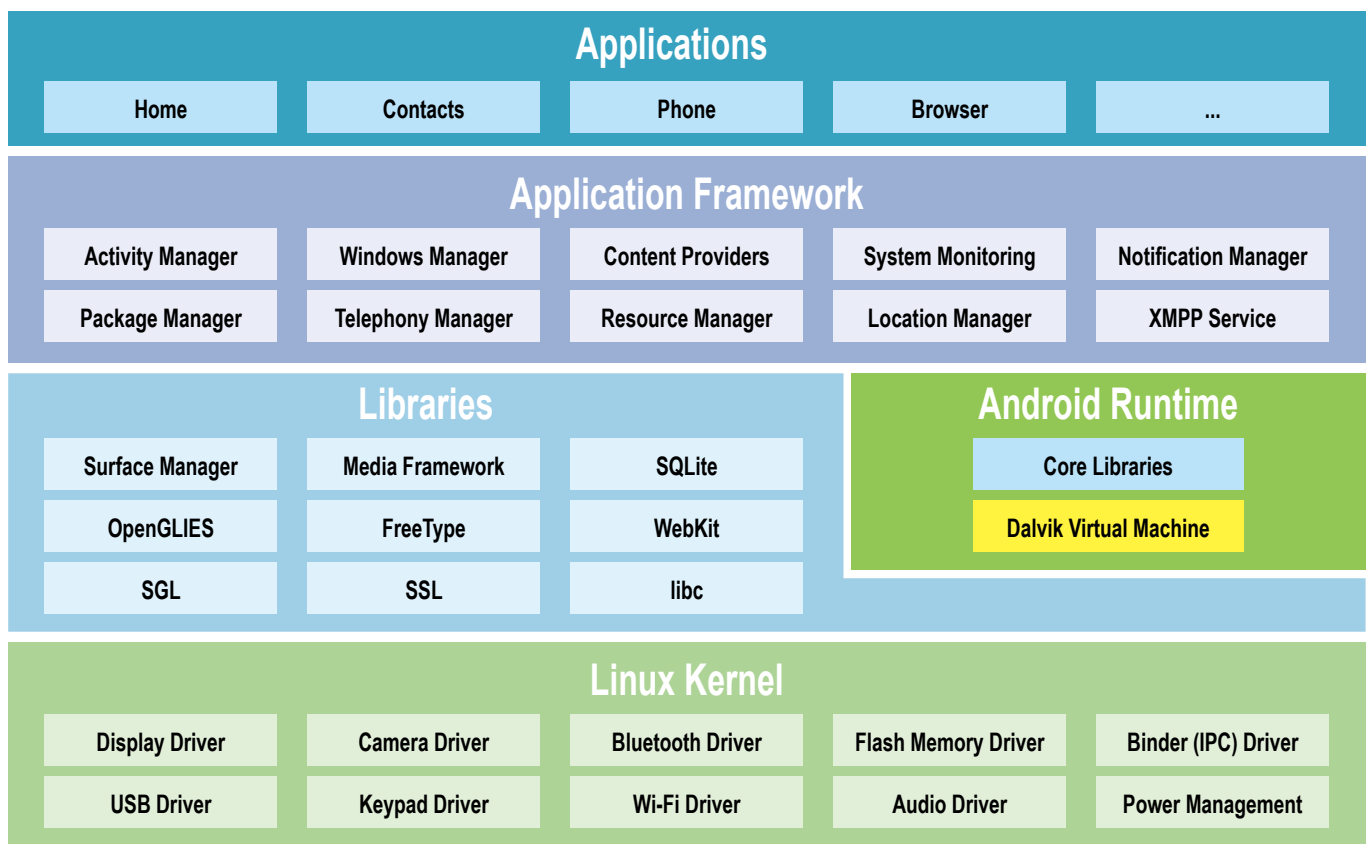 Applications
Home
Contacts
Phone
Browser
...
Application Framework
Activity Manager
Windows Manager
Content Providers
System Monitoring
Notification Manager
Package Manager
Telephony Manager
Resource Manager
Location Manager
XMPP Service
Libraries
Surface Manager
Media Framework
SQLite
OpenGLIES
FreeType
WebKit
SGL
SSL
libc
Android Runtime
Core Libraries
Dalvik Virtual Machine
Linux Kernel
Display Driver
Camera Driver
Bluetooth Driver
Flash Memory Driver
Binder (IPC) Driver
USB Driver
Keypad Driver
Wi-Fi Driver
Audio Driver
Power Management